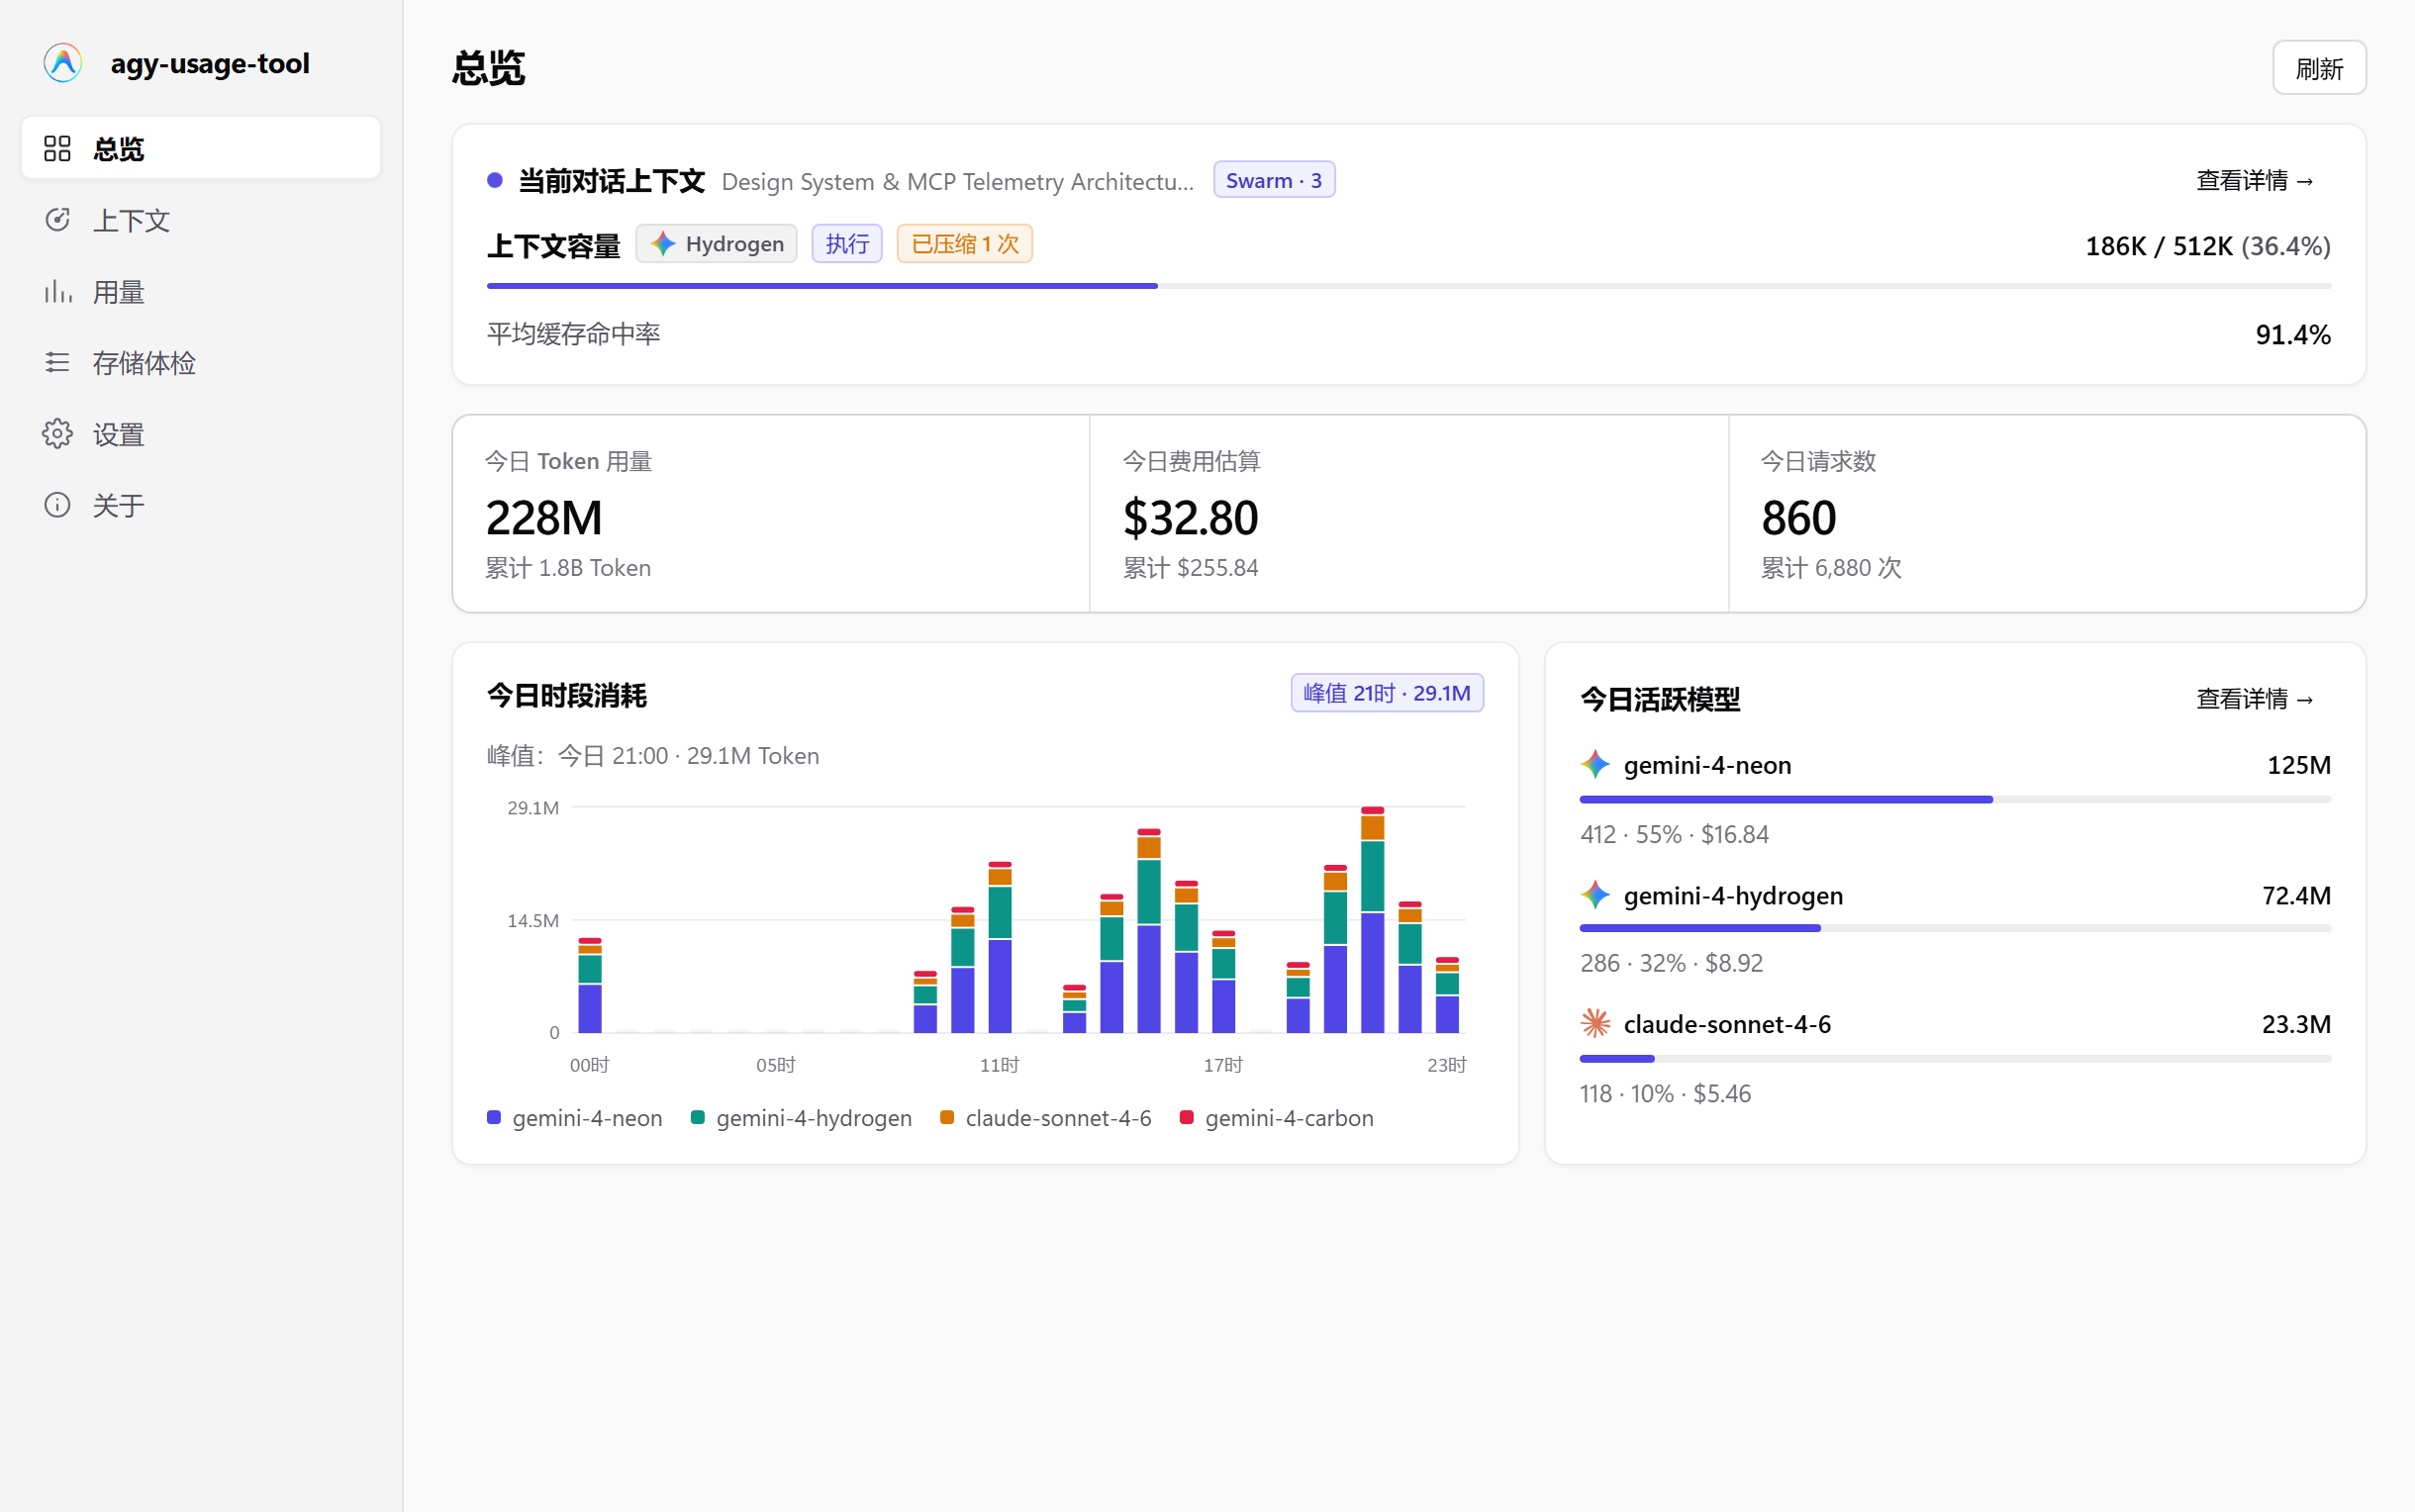 agy-usage-tool
总览
上下文
用量
存储体检
设置
关于
总览
刷新
当前对话上下文 Design System & MCP Telemetry Architectu... Swarm · 3 查看详情 →
上下文容量 Hydrogen 执行 已压缩 1 次 186K / 512K (36.4%)
平均缓存命中率 91.4%
今日 Token 用量
228M
累计 1.8B Token
今日费用估算
$32.80
累计 $255.84
今日请求数
860
累计 6,880 次
今日时段消耗 峰值 21时 · 29.1M
峰值：今日 21:00 · 29.1M Token
29.1M
14.5M
0
00时 05时 11时 17时 23时
gemini-4-neon gemini-4-hydrogen claude-sonnet-4-6 gemini-4-carbon
今日活跃模型 查看详情 →
gemini-4-neon 125M
412 · 55% · $16.84
gemini-4-hydrogen 72.4M
286 · 32% · $8.92
claude-sonnet-4-6 23.3M
118 · 10% · $5.46